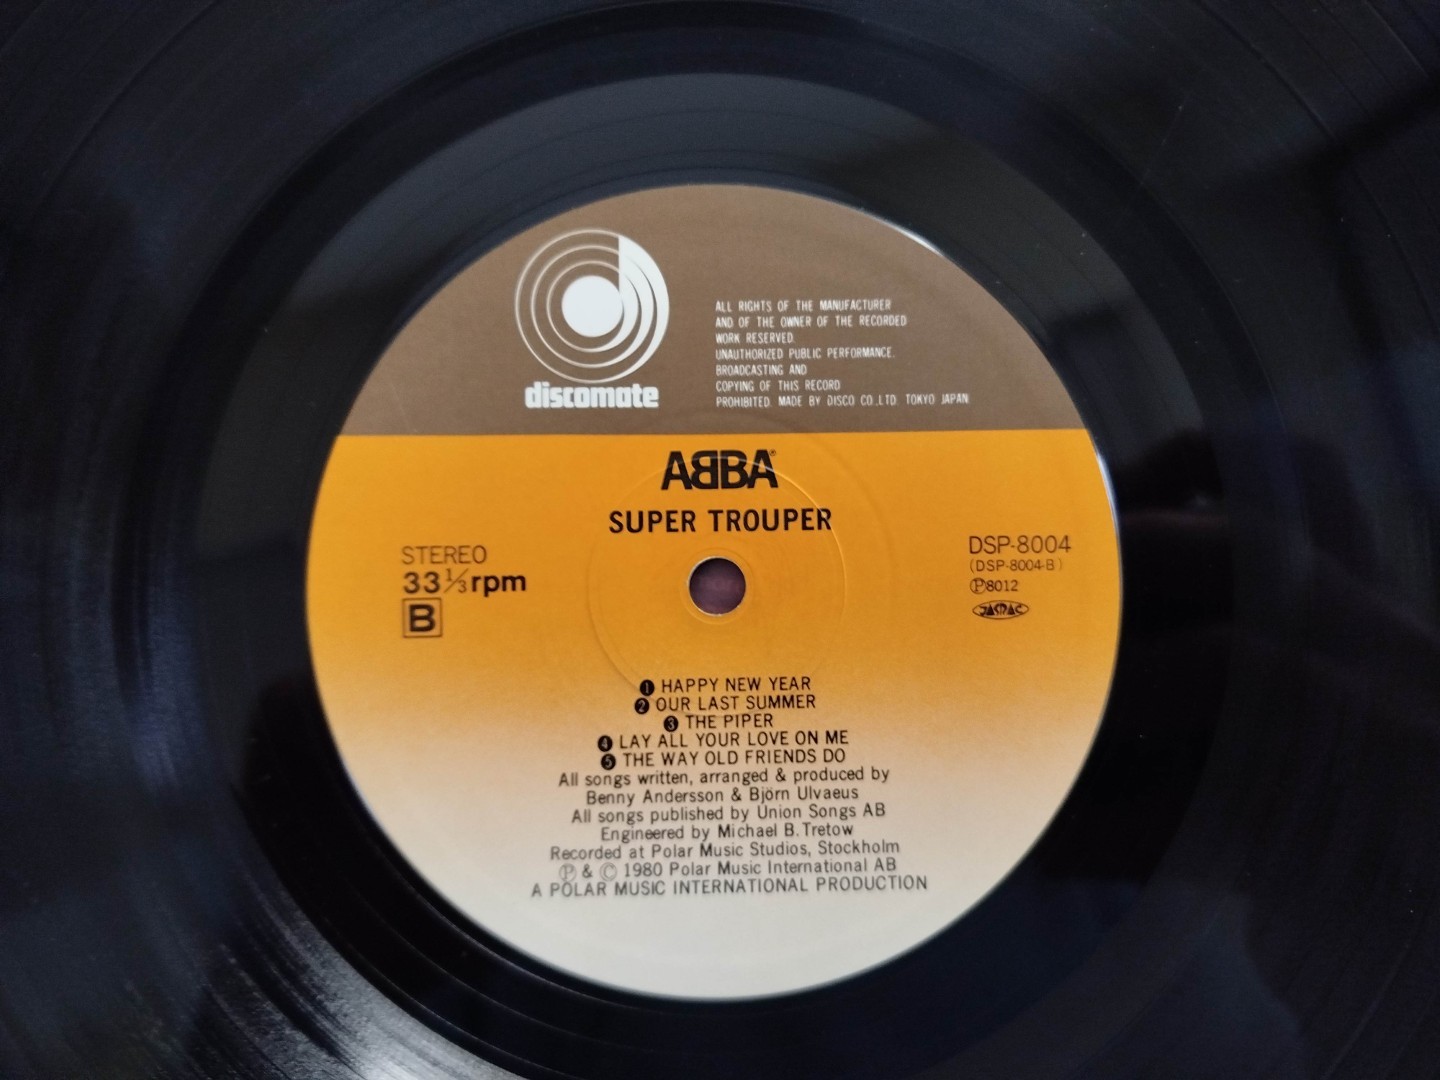 discomate
ALL RIGHTS OF THE MANUFACTURER
AND OF THE OWNER OF THE RECORDED
WORK RESERVED.
UNAUTHORIZED PUBLIC PERFORMANCE.
BROADCASTING AND
COPYING OF THIS RECORD
PROHIBITED. MADE BY DISCO CO.,LTD. TOKYO JAPAN
ABBA®
SUPER TROUPER
STEREO
33⅓rpm
B
DSP-8004
(DSP-8004-B)
Ⓟ8012
JASRAC
❶ HAPPY NEW YEAR
❷ OUR LAST SUMMER
❸ THE PIPER
❹ LAY ALL YOUR LOVE ON ME
❺ THE WAY OLD FRIENDS DO
All songs written, arranged & produced by
Benny Andersson & Björn Ulvaeus
All songs published by Union Songs AB
Engineered by Michael B. Tretow
Recorded at Polar Music Studios, Stockholm
Ⓟ & Ⓒ 1980 Polar Music International AB
A POLAR MUSIC INTERNATIONAL PRODUCTION